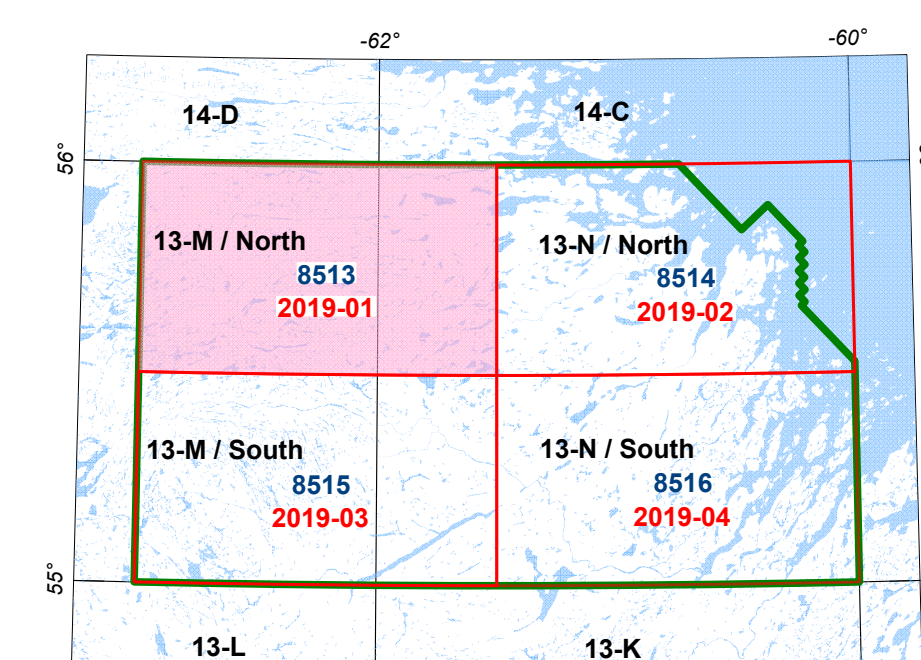 -62°
-60°
14-D
14-C
56°
13-M / North
8513
2019-01
13-N / North
8514
2019-02
13-M / South
8515
2019-03
13-N / South
8516
2019-04
55°
13-L
13-K